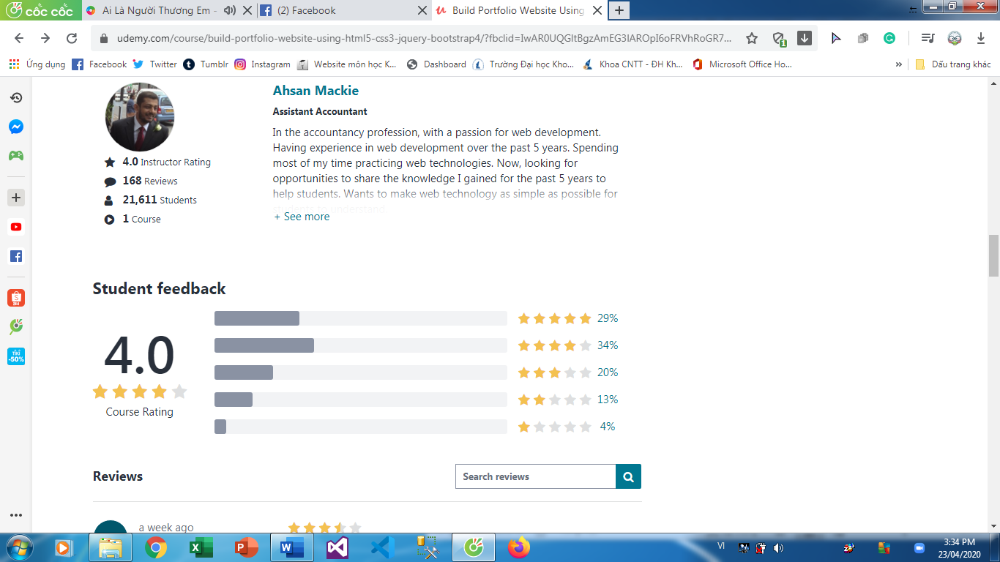 cốc cốc
Ai Là Người Thương Em -
(2) Facebook
Build Portfolio Website Using
udemy.com/course/build-portfolio-website-using-html5-css3-jquery-bootstrap4/?fbclid=IwAR0UQGltBgzAmEG3lAROpI6oFRVhRoGR7...
1
Ứng dụng
Facebook
Twitter
Tumblr
Instagram
Website môn học K...
Dashboard
Trường Đại học Kho...
Khoa CNTT - ĐH Kh...
Microsoft Office Ho...
»
Dấu trang khác
Ahsan Mackie
Assistant Accountant
In the accountancy profession, with a passion for web development.
Having experience in web development over the past 5 years. Spending
most of my time practicing web technologies. Now, looking for
opportunities to share the knowledge I gained for the past 5 years to
help students. Wants to make web technology as simple as possible for
students to understand.
+ See more
4.0 Instructor Rating
168 Reviews
21,611 Students
1 Course
Student feedback
4.0
Course Rating
29%
34%
20%
13%
4%
Reviews
Search reviews
a week ago
TIKI
-50%
VI
3:34 PM
23/04/2020